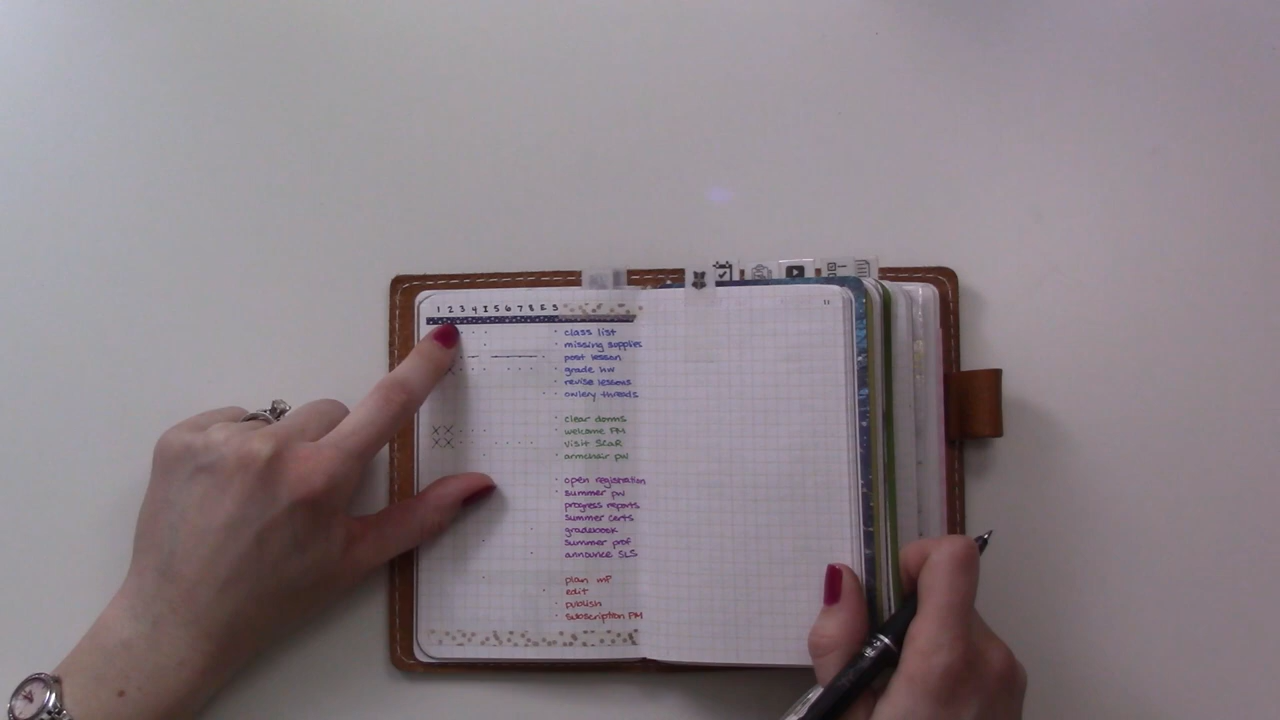 1 2 3 4 I 5 6 7 8 E S
11
class list
missing supplies
post lesson
grade hw
revise lessons
owlery threads
clear dorms
welcome PM
visit SCaR
armchair pw
open registration
summer pw
progress reports
summer certs
gradebook
summer prof
announce SLS
plan mP
edit
publish
subscription PM